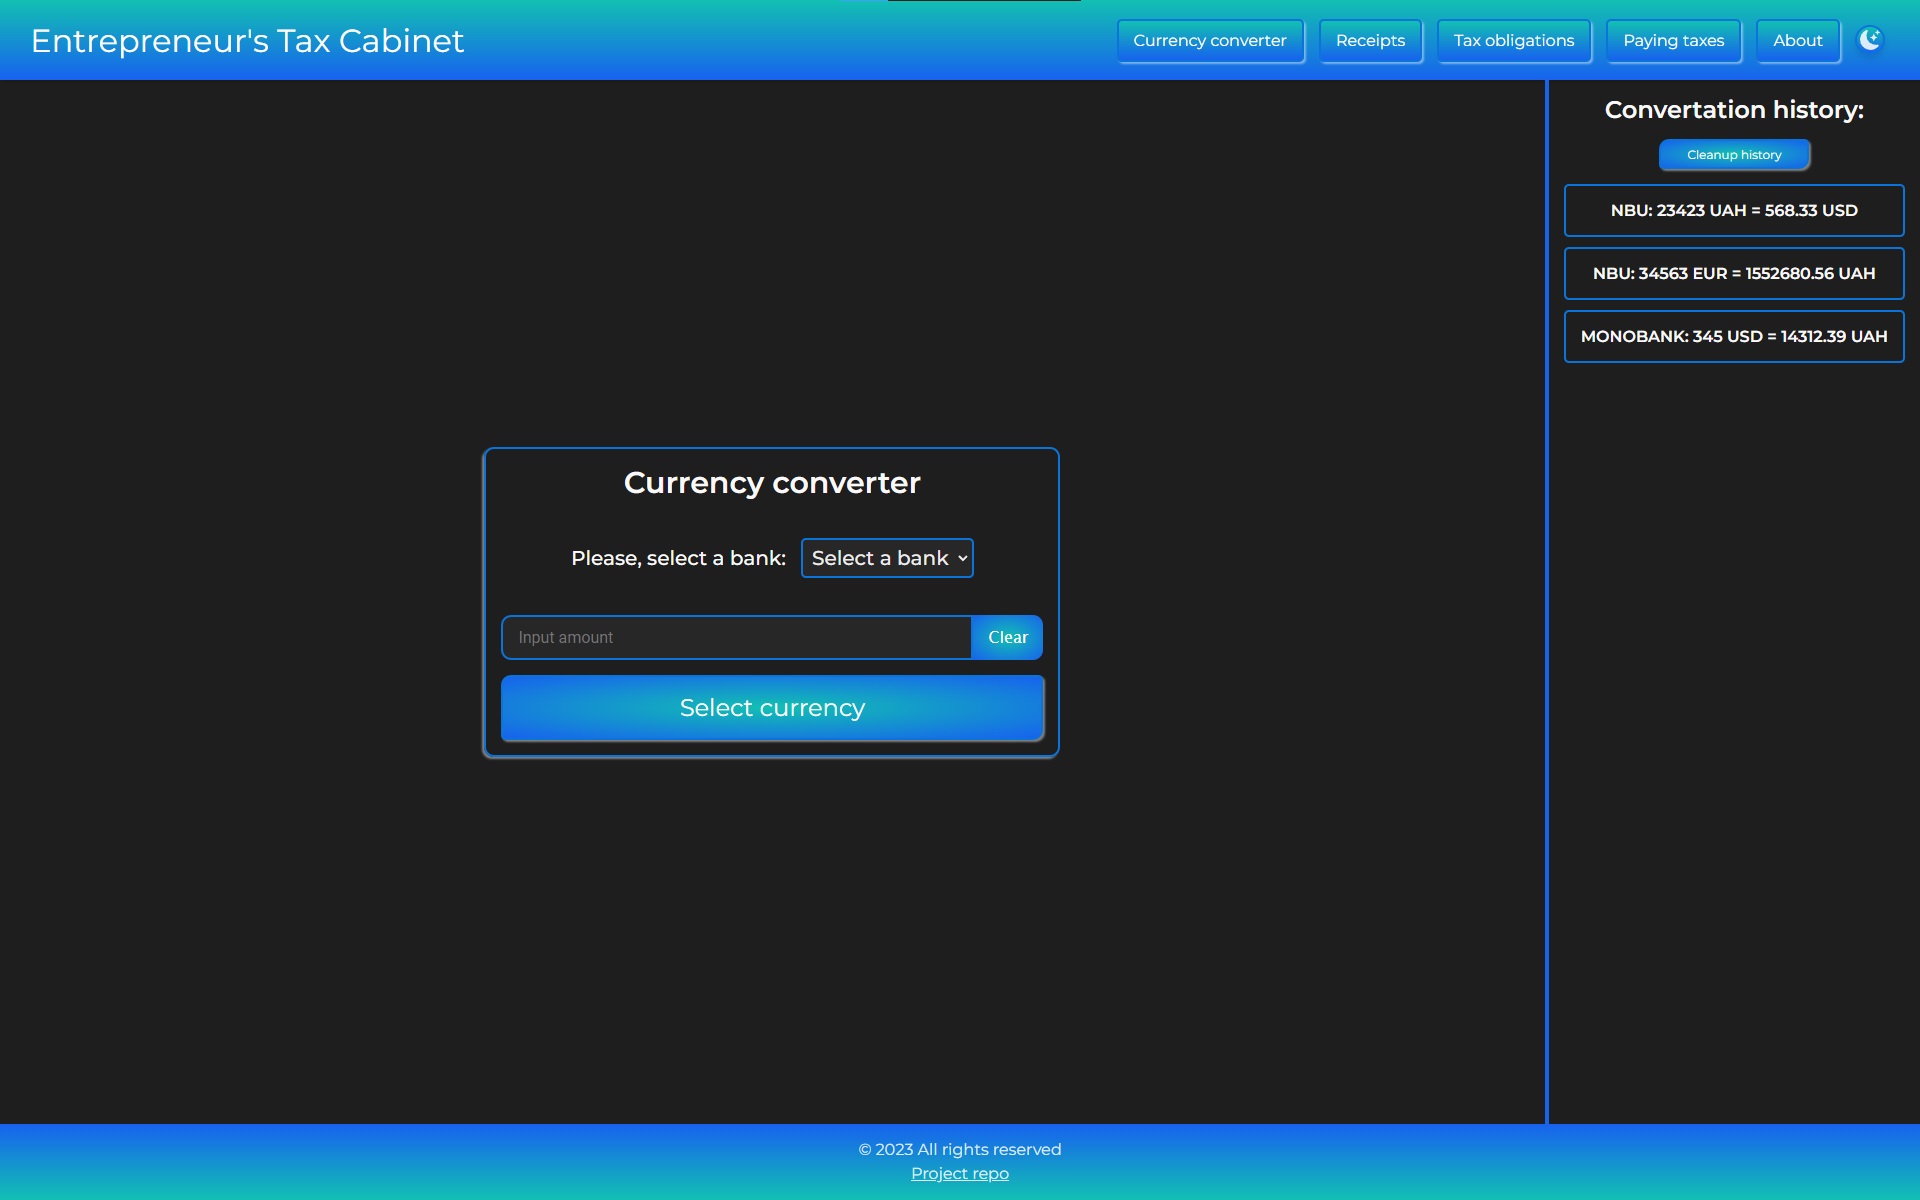 Entrepreneur's Tax Cabinet
Currency converter
Receipts
Tax obligations
Paying taxes
About
Convertation history:
Cleanup history
NBU: 23423 UAH = 568.33 USD
NBU: 34563 EUR = 1552680.56 UAH
MONOBANK: 345 USD = 14312.39 UAH
Currency converter
Please, select a bank: Select a bank
Input amount
Clear
Select currency
© 2023 All rights reserved
Project repo